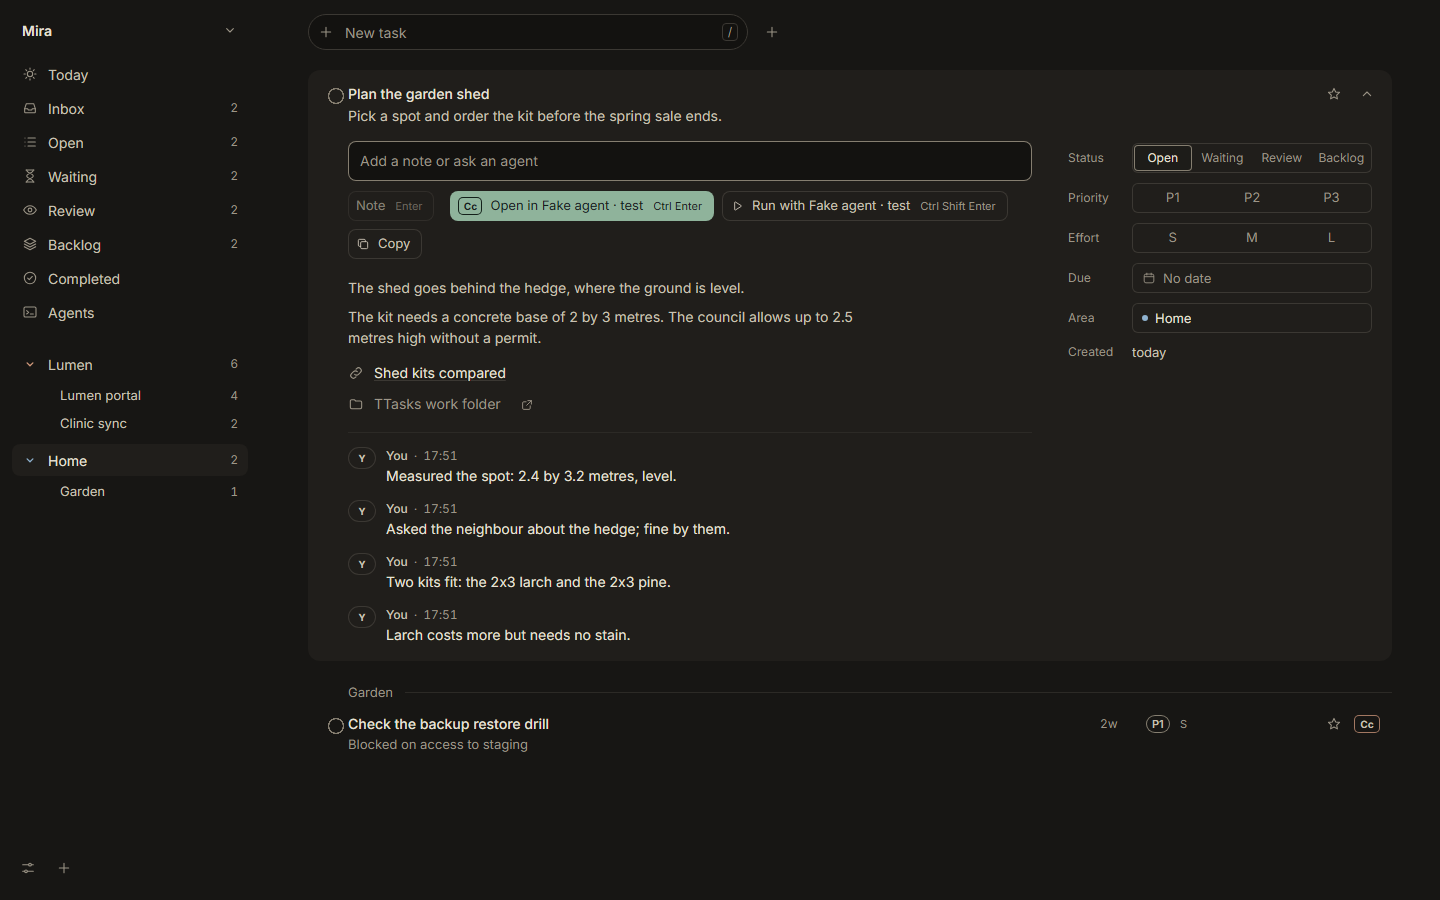 Mira
Today
Inbox 2
Open 2
Waiting 2
Review 2
Backlog 2
Completed
Agents
Lumen 6
Lumen portal 4
Clinic sync 2
Home 2
Garden 1
New task /
Plan the garden shed
Pick a spot and order the kit before the spring sale ends.
Add a note or ask an agent
Note Enter
Cc Open in Fake agent · test Ctrl Enter
Run with Fake agent · test Ctrl Shift Enter
Copy
The shed goes behind the hedge, where the ground is level.
The kit needs a concrete base of 2 by 3 metres. The council allows up to 2.5
metres high without a permit.
Shed kits compared
TTasks work folder
Y You · 17:51
Measured the spot: 2.4 by 3.2 metres, level.
Y You · 17:51
Asked the neighbour about the hedge; fine by them.
Y You · 17:51
Two kits fit: the 2x3 larch and the 2x3 pine.
Y You · 17:51
Larch costs more but needs no stain.
Status Open Waiting Review Backlog
Priority P1 P2 P3
Effort S M L
Due No date
Area Home
Created today
Garden
Check the backup restore drill 2w P1 S Cc
Blocked on access to staging